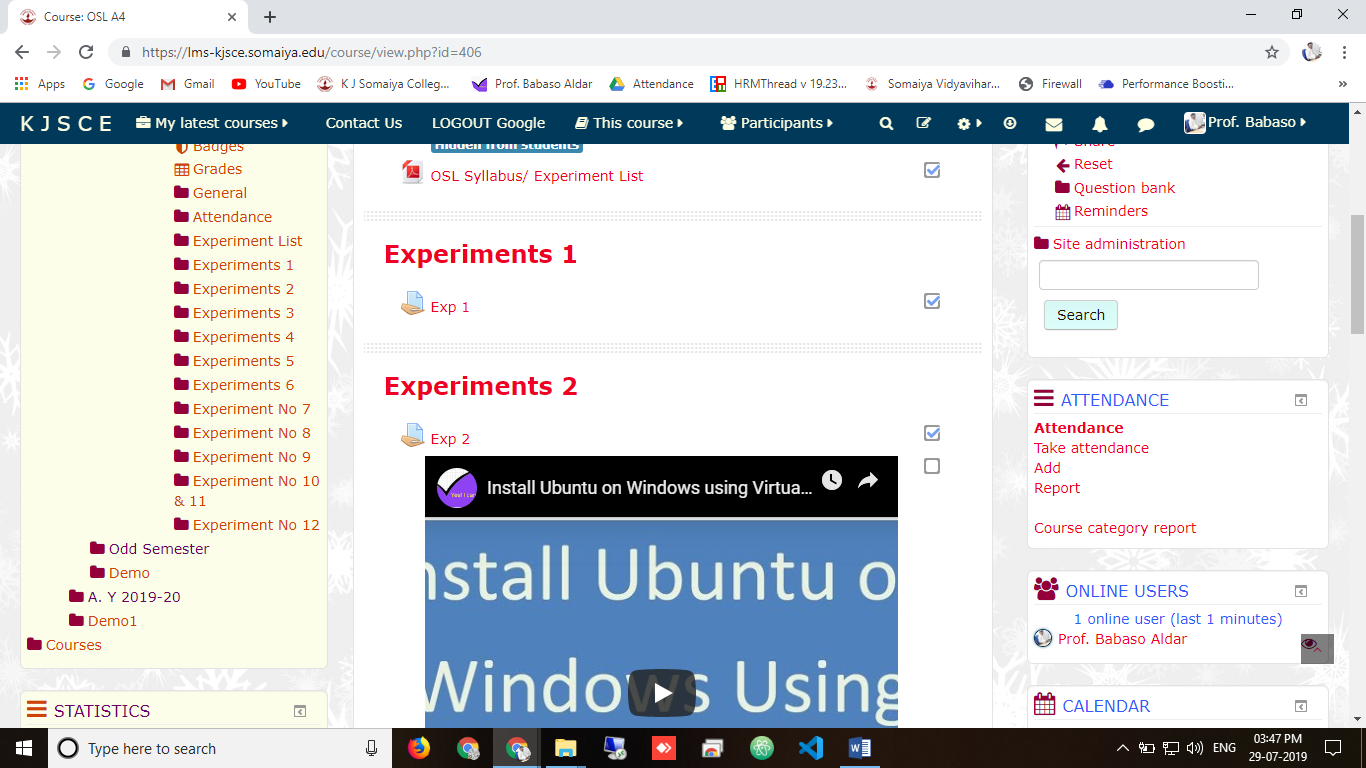 Course: OSL A4
https://lms-kjsce.somaiya.edu/course/view.php?id=406
Apps Google Gmail YouTube K J Somaiya Colleg... Prof. Babaso Aldar Attendance HRMThread v 19.23... Somaiya Vidyavihar... Firewall Performance Boosti... »
K J S C E My latest courses Contact Us LOGOUT Google This course Participants Prof. Babaso
Badges
Grades
General
Attendance
Experiment List
Experiments 1
Experiments 2
Experiments 3
Experiments 4
Experiments 5
Experiments 6
Experiment No 7
Experiment No 8
Experiment No 9
Experiment No 10
& 11
Experiment No 12
Odd Semester
Demo
A. Y 2019-20
Demo1
Courses
STATISTICS
Hidden from students
OSL Syllabus/ Experiment List
Experiments 1
Exp 1
Experiments 2
Exp 2
Install Ubuntu on Windows using Virtua...
nstall Ubuntu o
Windows Using
Share
Reset
Question bank
Reminders
Site administration
Search
ATTENDANCE
Attendance
Take attendance
Add
Report
Course category report
ONLINE USERS
1 online user (last 1 minutes)
Prof. Babaso Aldar
CALENDAR
Type here to search
ENG
03:47 PM
29-07-2019